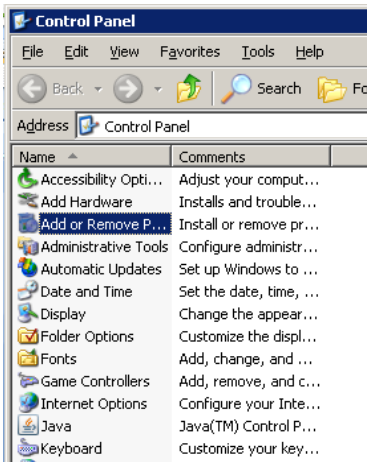 Control Panel
File Edit View Favorites Tools Help
Back Search Fo
Address Control Panel
Name Comments
Accessibility Opti... Adjust your comput...
Add Hardware Installs and trouble...
Add or Remove P... Install or remove pr...
Administrative Tools Configure administr...
Automatic Updates Set up Windows to ...
Date and Time Set the date, time, ...
Display Change the appear...
Folder Options Customize the displ...
Fonts Add, change, and ...
Game Controllers Add, remove, and c...
Internet Options Configure your Inte...
Java Java(TM) Control P...
Keyboard Customize your key...